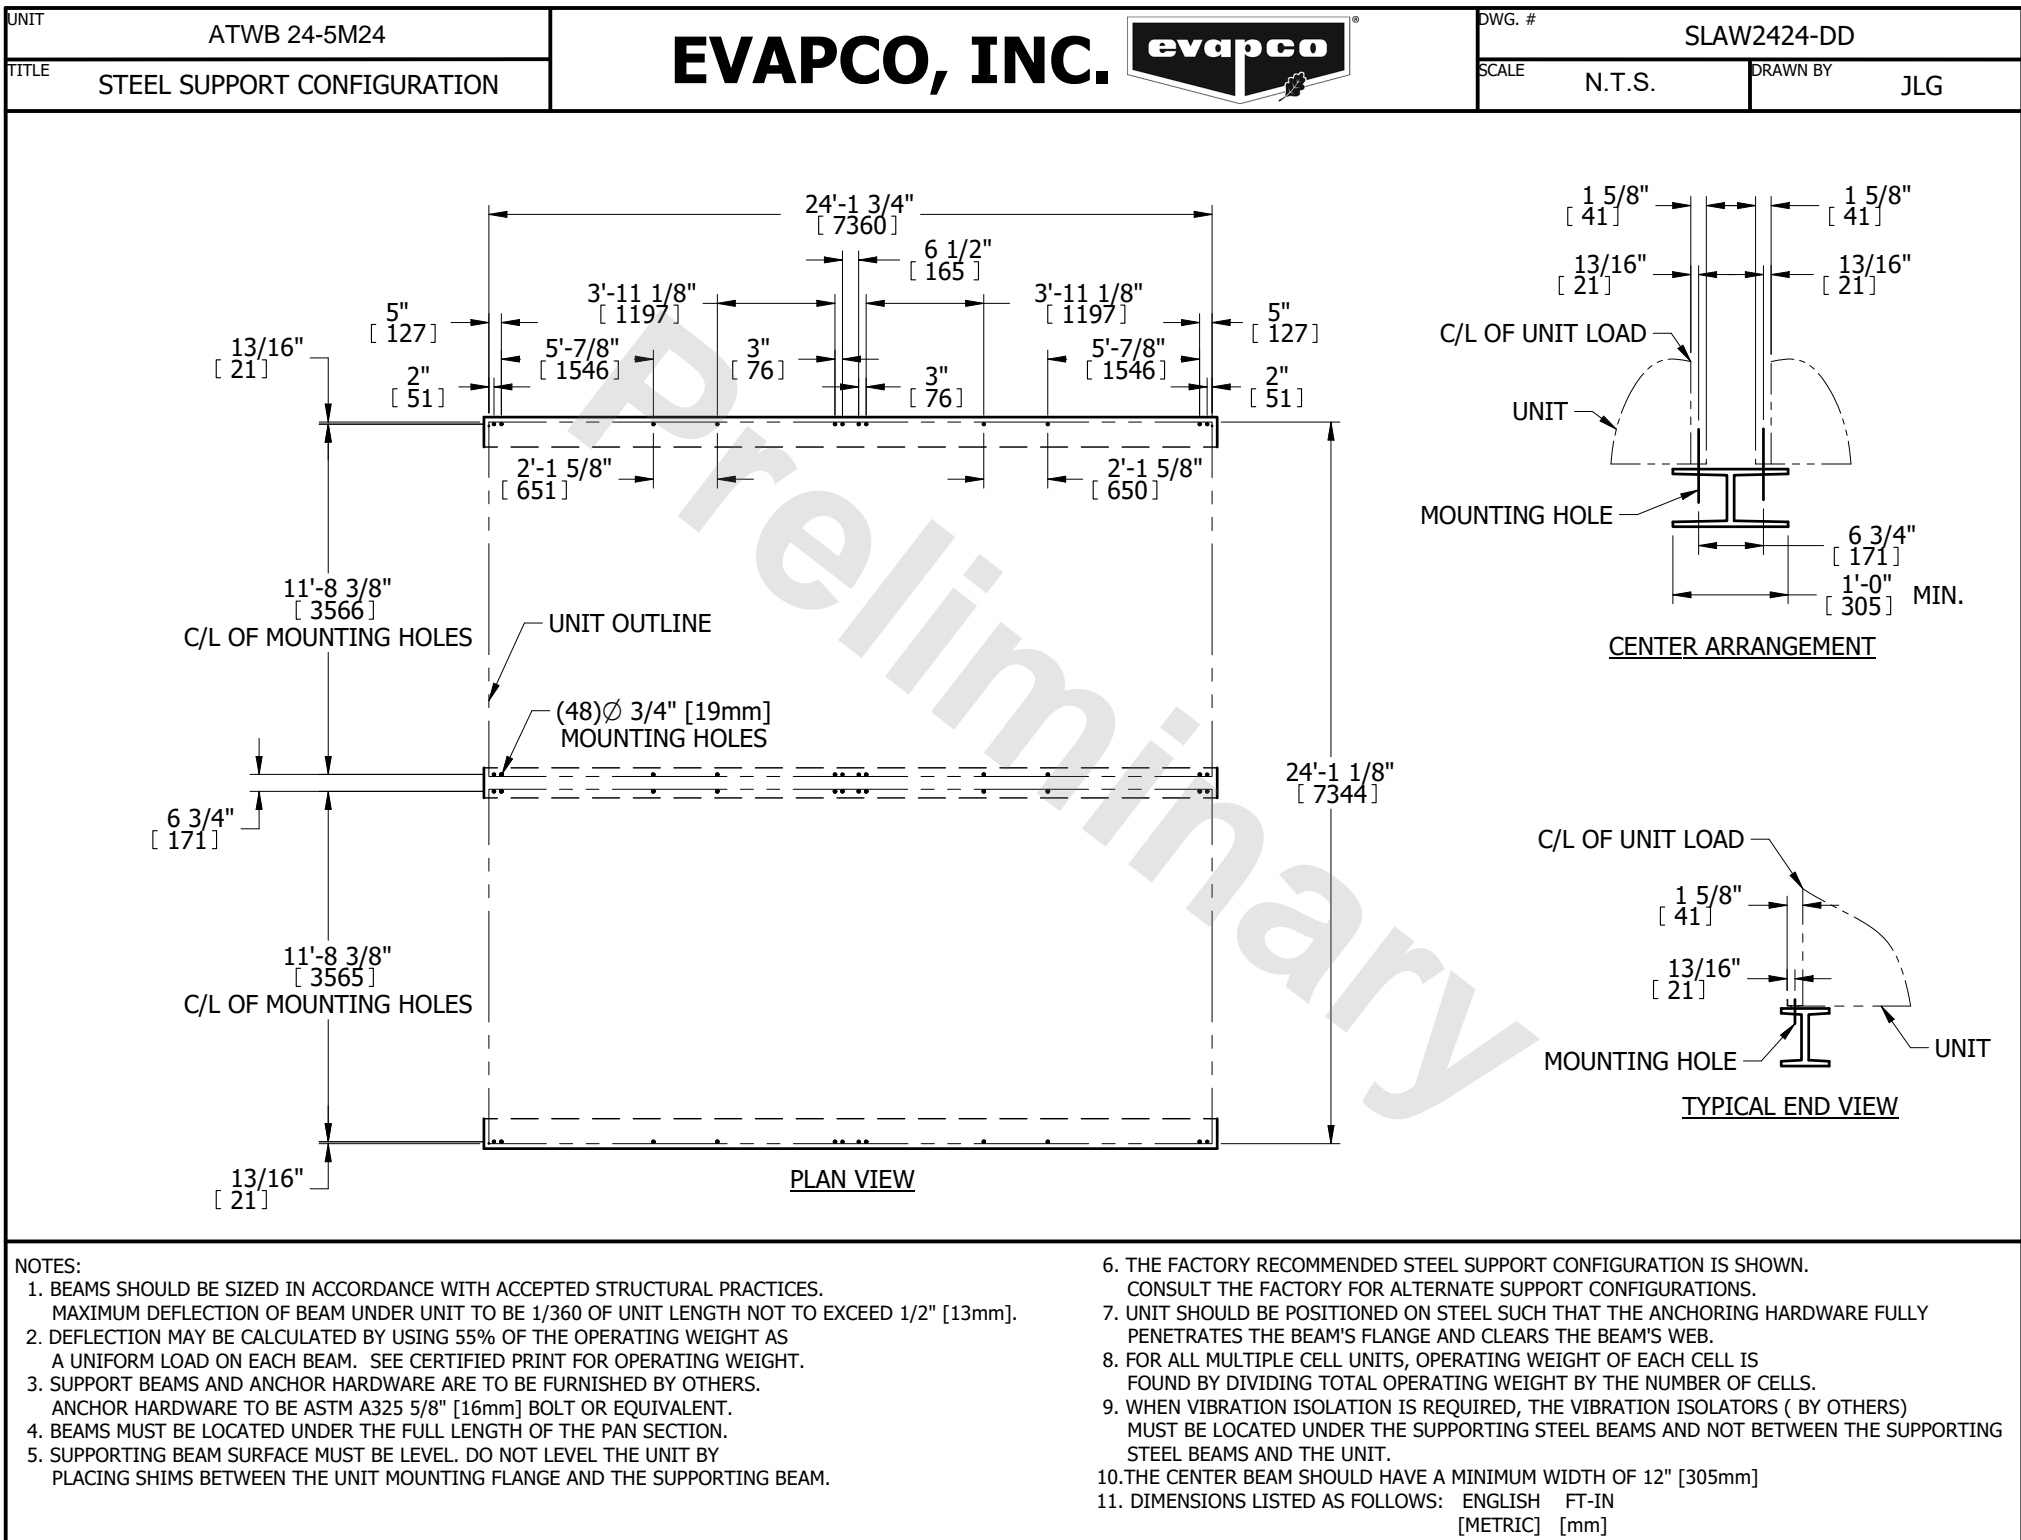 UNIT
ATWB 24-5M24
TITLE
STEEL SUPPORT CONFIGURATION
EVAPCO, INC.
evapco
®
DWG. #
SLAW2424-DD
SCALE
N.T.S.
DRAWN BY
JLG
24'-1 3/4"
[ 7360 ]
6 1/2"
[ 165 ]
3'-11 1/8"
[ 1197 ]
3'-11 1/8"
[ 1197 ]
5"
[ 127 ]
5"
[ 127 ]
13/16"
[ 21 ]
5'-7/8"
[ 1546 ]
3"
[ 76 ]
5'-7/8"
[ 1546 ]
2"
[ 51 ]
3"
[ 76 ]
2"
[ 51 ]
2'-1 5/8"
[ 651 ]
2'-1 5/8"
[ 650 ]
11'-8 3/8"
[ 3566 ]
C/L OF MOUNTING HOLES
UNIT OUTLINE
(48)Ø 3/4" [19mm]
MOUNTING HOLES
6 3/4"
[ 171 ]
24'-1 1/8"
[ 7344 ]
11'-8 3/8"
[ 3565 ]
C/L OF MOUNTING HOLES
13/16"
[ 21 ]
PLAN VIEW
Preliminary
1 5/8"
[ 41 ]
1 5/8"
[ 41 ]
13/16"
[ 21 ]
13/16"
[ 21 ]
C/L OF UNIT LOAD
UNIT
MOUNTING HOLE
6 3/4"
[ 171 ]
1'-0"
[ 305 ] MIN.
CENTER ARRANGEMENT
C/L OF UNIT LOAD
1 5/8"
[ 41 ]
13/16"
[ 21 ]
MOUNTING HOLE
UNIT
TYPICAL END VIEW
NOTES:
1. BEAMS SHOULD BE SIZED IN ACCORDANCE WITH ACCEPTED STRUCTURAL PRACTICES.
MAXIMUM DEFLECTION OF BEAM UNDER UNIT TO BE 1/360 OF UNIT LENGTH NOT TO EXCEED 1/2" [13mm].
2. DEFLECTION MAY BE CALCULATED BY USING 55% OF THE OPERATING WEIGHT AS
A UNIFORM LOAD ON EACH BEAM. SEE CERTIFIED PRINT FOR OPERATING WEIGHT.
3. SUPPORT BEAMS AND ANCHOR HARDWARE ARE TO BE FURNISHED BY OTHERS.
ANCHOR HARDWARE TO BE ASTM A325 5/8" [16mm] BOLT OR EQUIVALENT.
4. BEAMS MUST BE LOCATED UNDER THE FULL LENGTH OF THE PAN SECTION.
5. SUPPORTING BEAM SURFACE MUST BE LEVEL. DO NOT LEVEL THE UNIT BY
PLACING SHIMS BETWEEN THE UNIT MOUNTING FLANGE AND THE SUPPORTING BEAM.
6. THE FACTORY RECOMMENDED STEEL SUPPORT CONFIGURATION IS SHOWN.
CONSULT THE FACTORY FOR ALTERNATE SUPPORT CONFIGURATIONS.
7. UNIT SHOULD BE POSITIONED ON STEEL SUCH THAT THE ANCHORING HARDWARE FULLY
PENETRATES THE BEAM'S FLANGE AND CLEARS THE BEAM'S WEB.
8. FOR ALL MULTIPLE CELL UNITS, OPERATING WEIGHT OF EACH CELL IS
FOUND BY DIVIDING TOTAL OPERATING WEIGHT BY THE NUMBER OF CELLS.
9. WHEN VIBRATION ISOLATION IS REQUIRED, THE VIBRATION ISOLATORS ( BY OTHERS)
MUST BE LOCATED UNDER THE SUPPORTING STEEL BEAMS AND NOT BETWEEN THE SUPPORTING
STEEL BEAMS AND THE UNIT.
10.THE CENTER BEAM SHOULD HAVE A MINIMUM WIDTH OF 12" [305mm]
11. DIMENSIONS LISTED AS FOLLOWS: ENGLISH FT-IN
[METRIC] [mm]